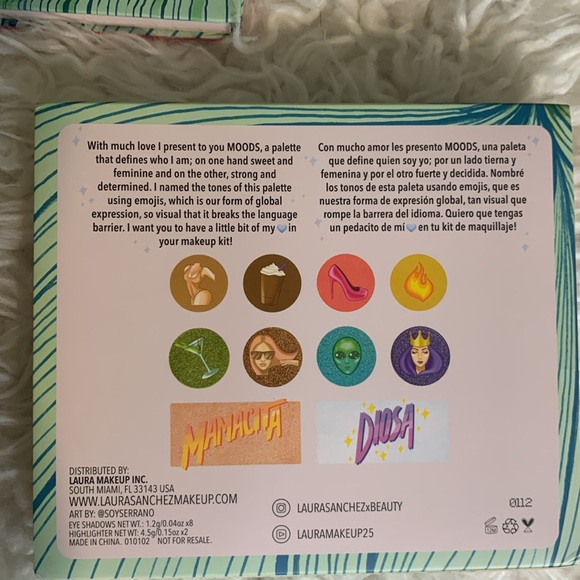 With much love I present to you MOODS, a palette
that defines who I am; on one hand sweet and
feminine and on the other, strong and
determined. I named the tones of this palette
using emojis, which is our form of global
expression, so visual that it breaks the language
barrier. I want you to have a little bit of my 💙 in
your makeup kit!
Con mucho amor les presento MOODS, una paleta
que define quien soy yo; por un lado tierna y
femenina y por el otro fuerte y decidida. Nombré
los tonos de esta paleta usando emojis, que es
nuestra forma de expresión global, tan visual que
rompe la barrera del idioma. Quiero que tengas
un pedacito de mí 💙 en tu kit de maquillaje!
MAMACITA
DIOSA
DISTRIBUTED BY:
LAURA MAKEUP INC.
SOUTH MIAMI, FL 33143 USA
WWW.LAURASANCHEZMAKEUP.COM
ART BY: @SOYSERRANO
EYE SHADOWS NET WT.: 1.2g/0.04oz x8
HIGHLIGHTER NET WT.: 4.5g/0.15oz x2
MADE IN CHINA. 010102 NOT FOR RESALE.
LAURASANCHEZxBEAUTY
LAURAMAKEUP25
0112